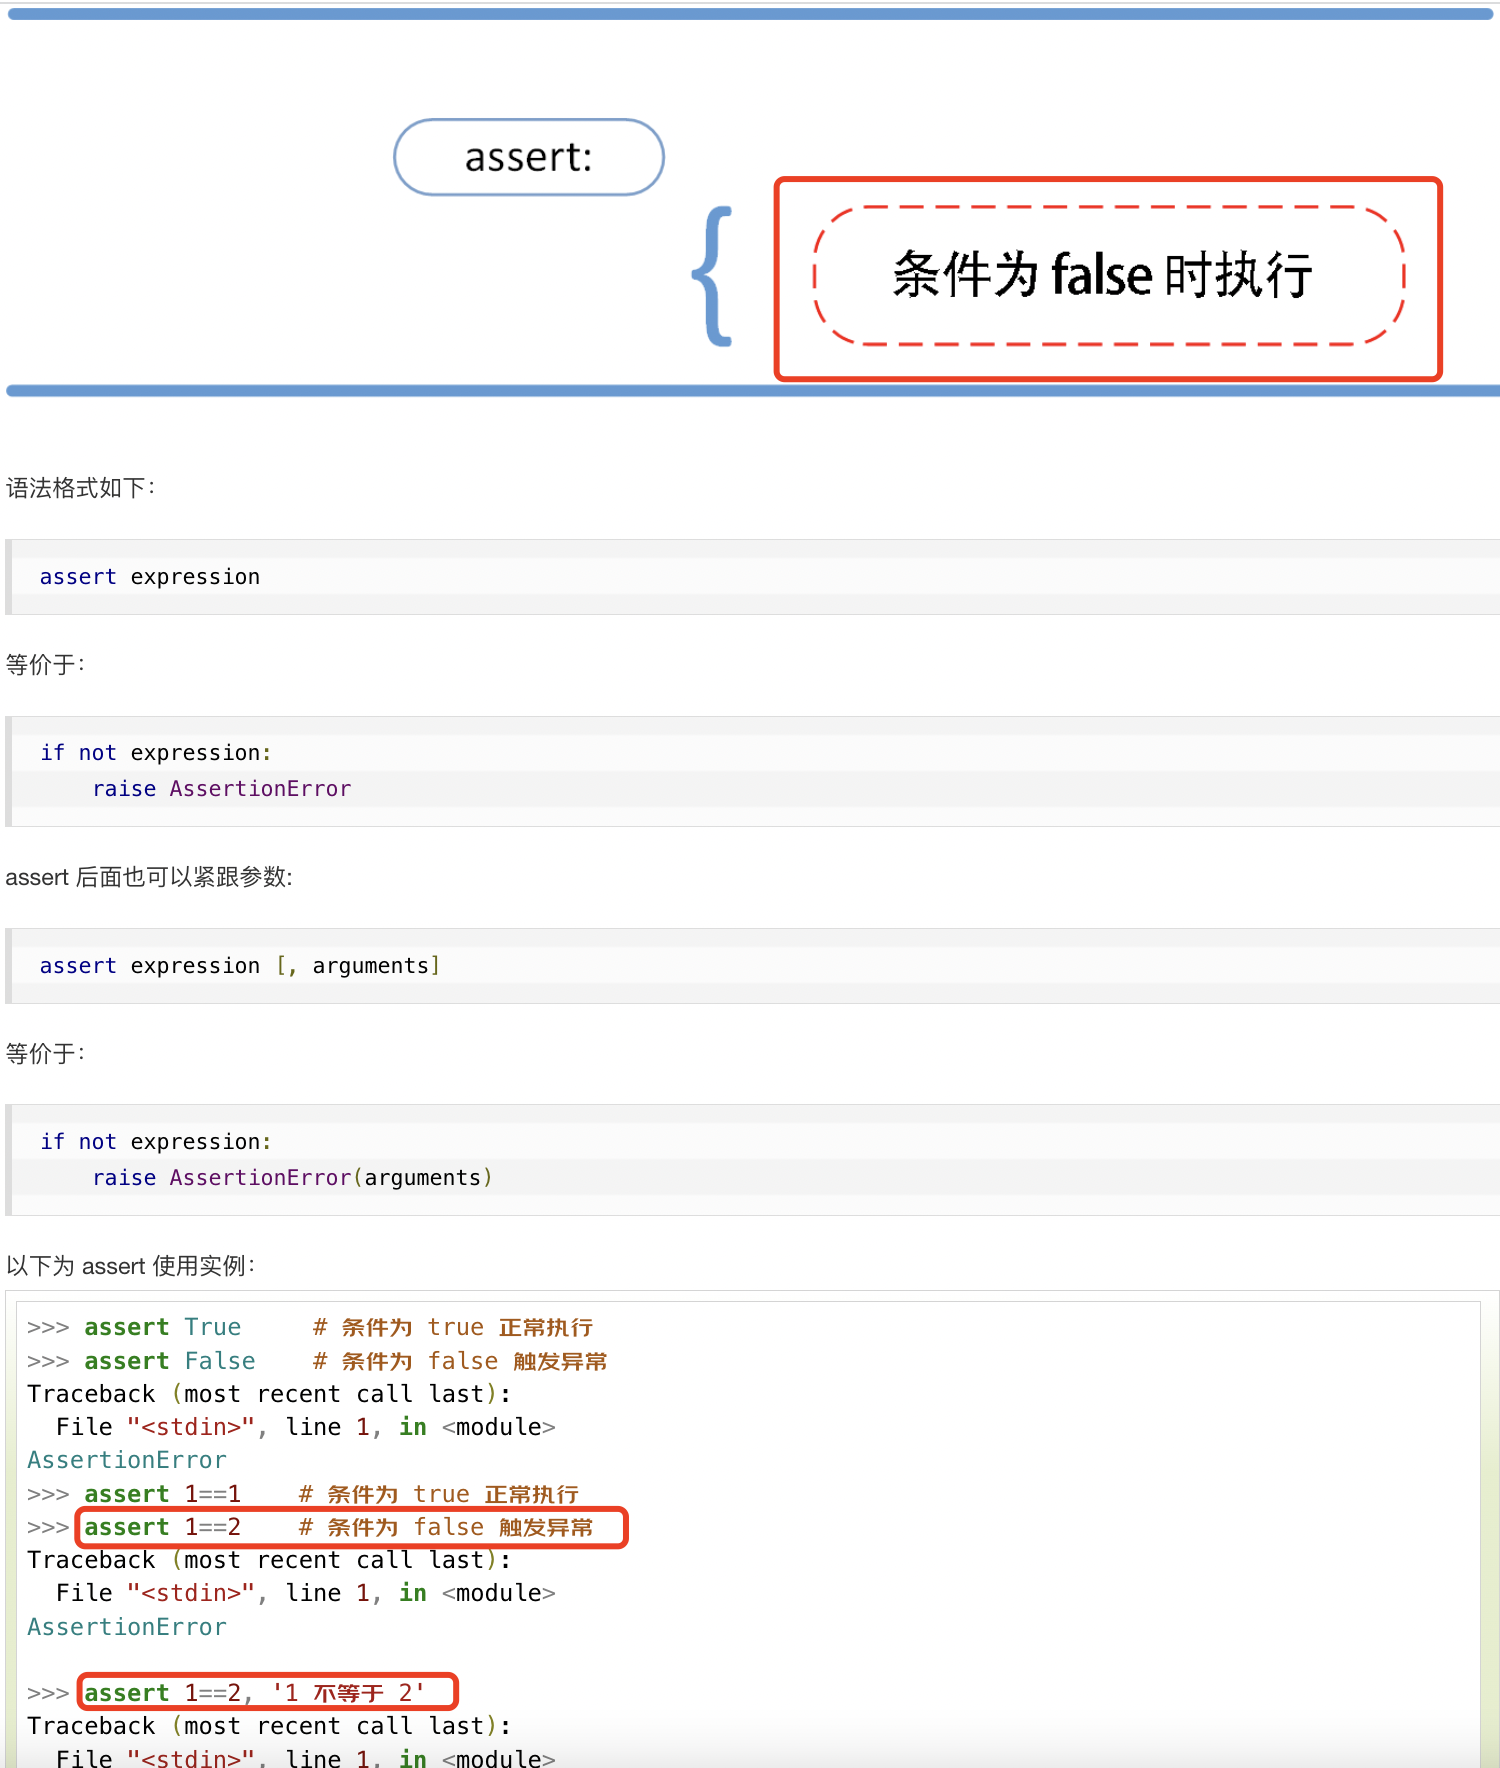 assert:
{
条件为 false 时执行
语法格式如下：
assert expression
等价于：
if not expression:
    raise AssertionError
assert 后面也可以紧跟参数:
assert expression [, arguments]
等价于：
if not expression:
    raise AssertionError(arguments)
以下为 assert 使用实例：
>>> assert True     # 条件为 true 正常执行
>>> assert False    # 条件为 false 触发异常
Traceback (most recent call last):
  File "<stdin>", line 1, in <module>
AssertionError
>>> assert 1==1    # 条件为 true 正常执行
>>> assert 1==2    # 条件为 false 触发异常
Traceback (most recent call last):
  File "<stdin>", line 1, in <module>
AssertionError
>>> assert 1==2, '1 不等于 2'
Traceback (most recent call last):
  File "<stdin>", line 1, in <module>